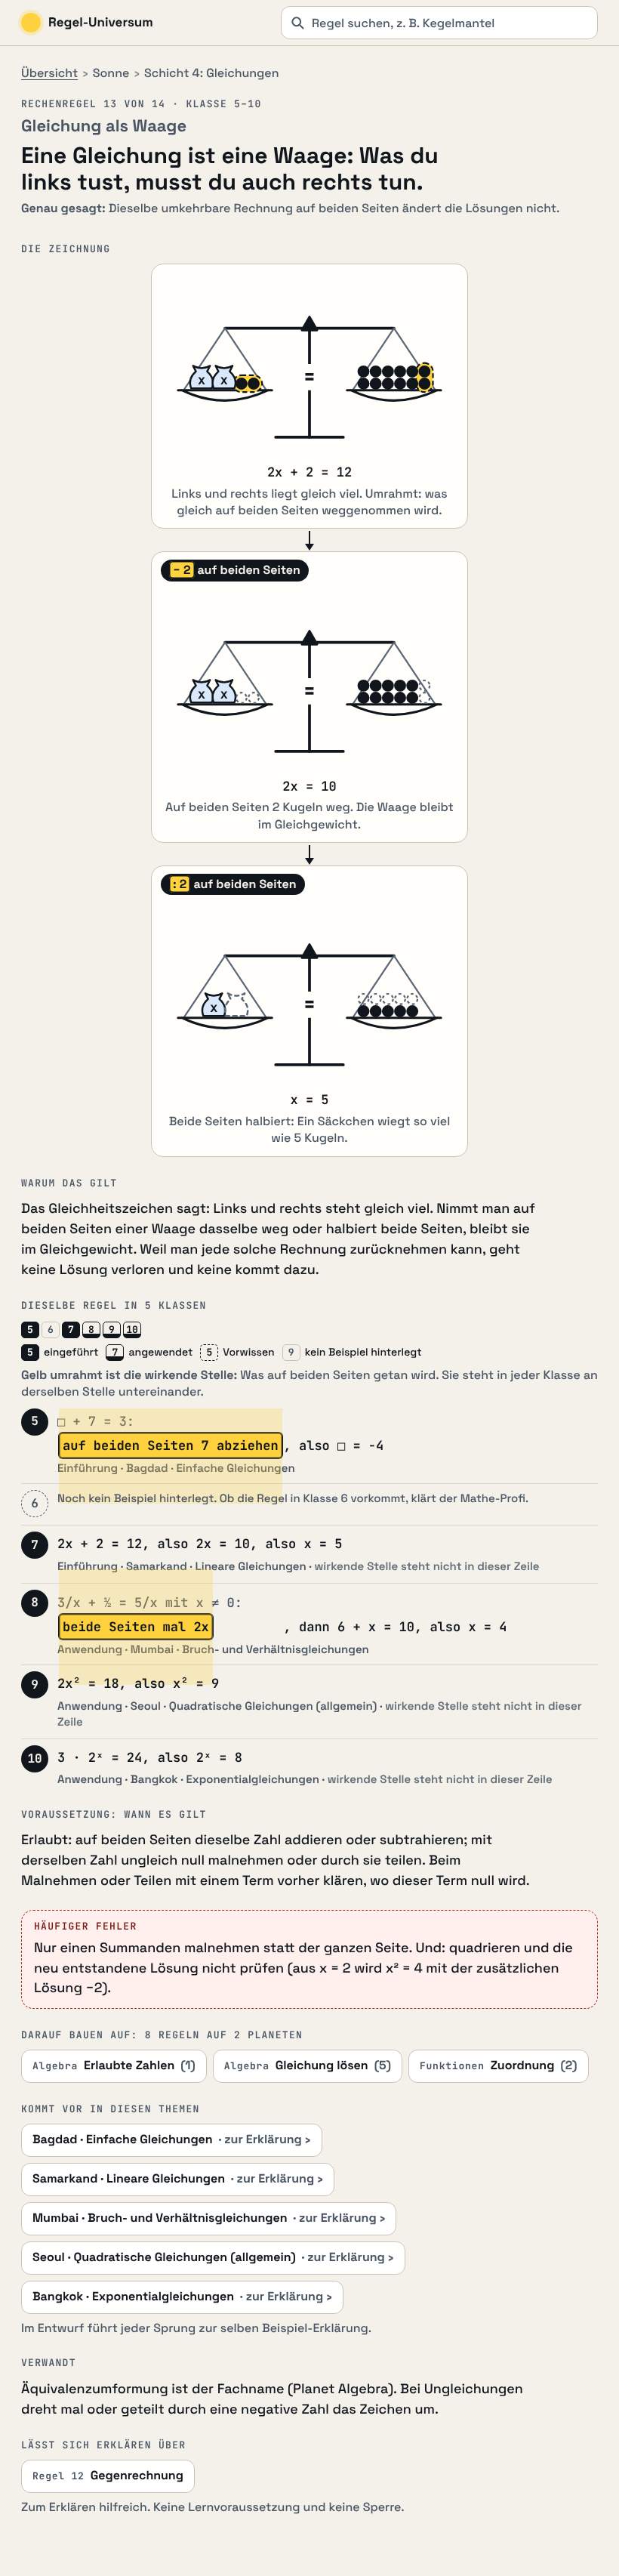 Regel-Universum
Regel suchen, z. B. Kegelmantel
Übersicht > Sonne > Schicht 4: Gleichungen
RECHENREGEL 13 VON 14 · KLASSE 5–10
Gleichung als Waage
Eine Gleichung ist eine Waage: Was du
links tust, musst du auch rechts tun.
Genau gesagt: Dieselbe umkehrbare Rechnung auf beiden Seiten ändert die Lösungen nicht.
DIE ZEICHNUNG
x x =
2x + 2 = 12
Links und rechts liegt gleich viel. Umrahmt: was
gleich auf beiden Seiten weggenommen wird.
− 2 auf beiden Seiten
x x =
2x = 10
Auf beiden Seiten 2 Kugeln weg. Die Waage bleibt
im Gleichgewicht.
: 2 auf beiden Seiten
x =
x = 5
Beide Seiten halbiert: Ein Säckchen wiegt so viel
wie 5 Kugeln.
WARUM DAS GILT
Das Gleichheitszeichen sagt: Links und rechts steht gleich viel. Nimmt man auf
beiden Seiten einer Waage dasselbe weg oder halbiert beide Seiten, bleibt sie
im Gleichgewicht. Weil man jede solche Rechnung zurücknehmen kann, geht
keine Lösung verloren und keine kommt dazu.
DIESELBE REGEL IN 5 KLASSEN
5 6 7 8 9 10
5 eingeführt 7 angewendet 5 Vorwissen 9 kein Beispiel hinterlegt
Gelb umrahmt ist die wirkende Stelle: Was auf beiden Seiten getan wird. Sie steht in jeder Klasse an
derselben Stelle untereinander.
5 □ + 7 = 3:
auf beiden Seiten 7 abziehen, also □ = -4
Einführung · Bagdad · Einfache Gleichungen
6 Noch kein Beispiel hinterlegt. Ob die Regel in Klasse 6 vorkommt, klärt der Mathe-Profi.
7 2x + 2 = 12, also 2x = 10, also x = 5
Einführung · Samarkand · Lineare Gleichungen · wirkende Stelle steht nicht in dieser Zeile
8 3/x + ½ = 5/x mit x ≠ 0:
beide Seiten mal 2x , dann 6 + x = 10, also x = 4
Anwendung · Mumbai · Bruch- und Verhältnisgleichungen
9 2x² = 18, also x² = 9
Anwendung · Seoul · Quadratische Gleichungen (allgemein) · wirkende Stelle steht nicht in dieser
Zeile
10 3 · 2ˣ = 24, also 2ˣ = 8
Anwendung · Bangkok · Exponentialgleichungen · wirkende Stelle steht nicht in dieser Zeile
VORAUSSETZUNG: WANN ES GILT
Erlaubt: auf beiden Seiten dieselbe Zahl addieren oder subtrahieren; mit
derselben Zahl ungleich null malnehmen oder durch sie teilen. Beim
Malnehmen oder Teilen mit einem Term vorher klären, wo dieser Term null wird.
HÄUFIGER FEHLER
Nur einen Summanden malnehmen statt der ganzen Seite. Und: quadrieren und die
neu entstandene Lösung nicht prüfen (aus x = 2 wird x² = 4 mit der zusätzlichen
Lösung −2).
DARAUF BAUEN AUF: 8 REGELN AUF 2 PLANETEN
Algebra Erlaubte Zahlen (1) Algebra Gleichung lösen (5) Funktionen Zuordnung (2)
KOMMT VOR IN DIESEN THEMEN
Bagdad · Einfache Gleichungen · zur Erklärung >
Samarkand · Lineare Gleichungen · zur Erklärung >
Mumbai · Bruch- und Verhältnisgleichungen · zur Erklärung >
Seoul · Quadratische Gleichungen (allgemein) · zur Erklärung >
Bangkok · Exponentialgleichungen · zur Erklärung >
Im Entwurf führt jeder Sprung zur selben Beispiel-Erklärung.
VERWANDT
Äquivalenzumformung ist der Fachname (Planet Algebra). Bei Ungleichungen
dreht mal oder geteilt durch eine negative Zahl das Zeichen um.
LÄSST SICH ERKLÄREN ÜBER
Regel 12 Gegenrechnung
Zum Erklären hilfreich. Keine Lernvoraussetzung und keine Sperre.